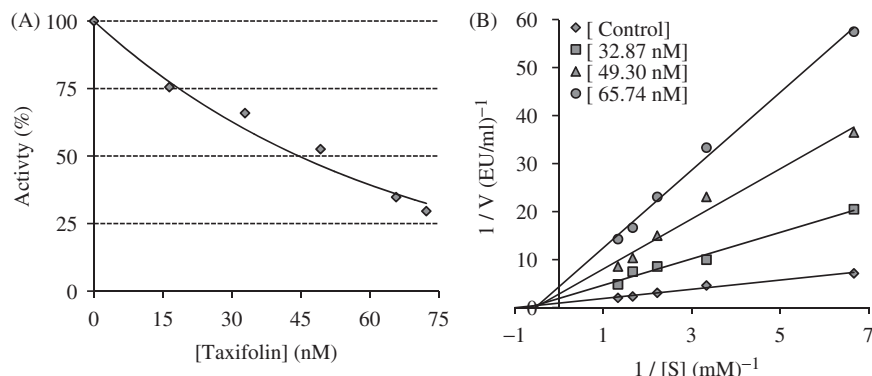 (A)
100
75
50
25
0
Activty (%)
0 15 30 45 60 75
[Taxifolin] (nM)
(B)
[ Control]
[ 32.87 nM]
[ 49.30 nM]
[ 65.74 nM]
60
50
40
30
20
10
0
1 / V (EU/ml)⁻¹
−1 1 3 5 7
1 / [S] (mM)⁻¹